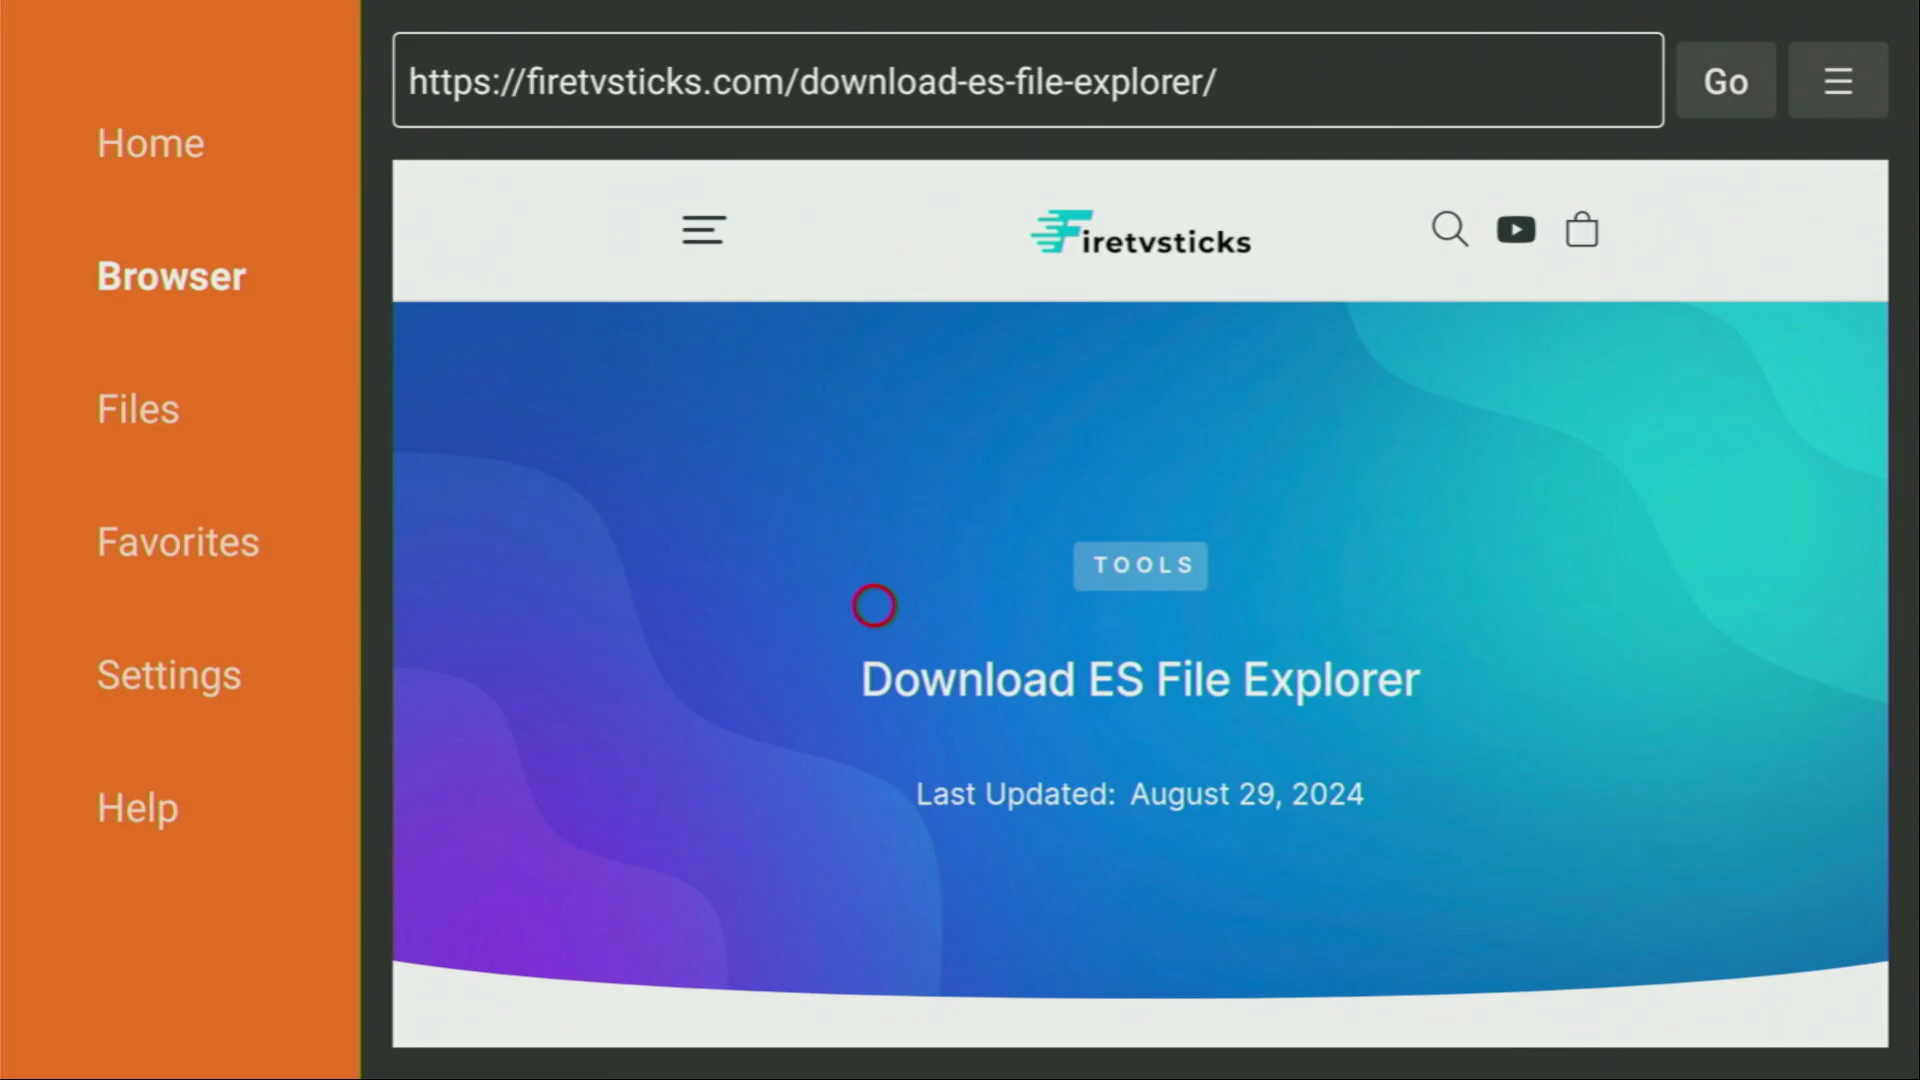 Home
Browser
Files
Favorites
Settings
Help
https://firetvsticks.com/download-es-file-explorer/
Go
Firetvsticks
TOOLS
Download ES File Explorer
Last Updated: August 29, 2024